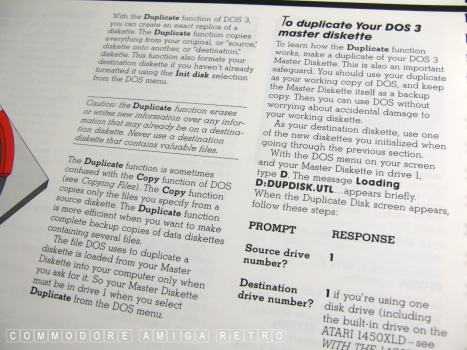 With the Duplicate function of DOS 3,
you can create an exact replica of a
diskette. The Duplicate function copies
everything from your original, or "source,"
diskette onto another, or "destination,"
diskette. This function also formats your
destination diskette if you haven't already
formatted it using the Init disk selection
from the DOS menu.
Caution: the Duplicate function erases
or writes new information over any infor-
mation that may already be on a destina-
tion diskette. Never use a destination
diskette that contains valuable files.
The Duplicate function is sometimes
confused with the Copy function of DOS
(see Copying Files). The Copy function
copies only the files you specify from a
source diskette. The Duplicate function
is more efficient when you want to make
complete backup copies of data diskettes
containing several files.
The file DOS uses to duplicate a
diskette is loaded from your Master
Diskette into your computer only when
you ask for it. So your Master Diskette
must be in drive 1 when you select
Duplicate from the DOS menu.
To duplicate Your DOS 3
master diskette
To learn how the Duplicate function
works, make a duplicate of your DOS 3
Master Diskette. This is also an important
safeguard. You should use your duplicate
as your working copy of DOS, and keep
the Master Diskette itself as a backup
copy. Then you can use DOS without
worrying about accidental damage to
your working diskette.
As your destination diskette, use one
of the new diskettes you initialized when
going through the previous section.
With the DOS menu on your screen
and your Master Diskette in drive 1,
type D. The message Loading
D:DUPDISK.UTL...appears briefly.
When the Duplicate Disk screen appears,
follow these steps:
PROMPT RESPONSE
Source drive 1
number?
Destination 1 if you're using one
drive number? disk drive (including
the built-in drive on the
ATARI 1450XLD – see
WITH THE
COMMODORE AMIGA RETRO